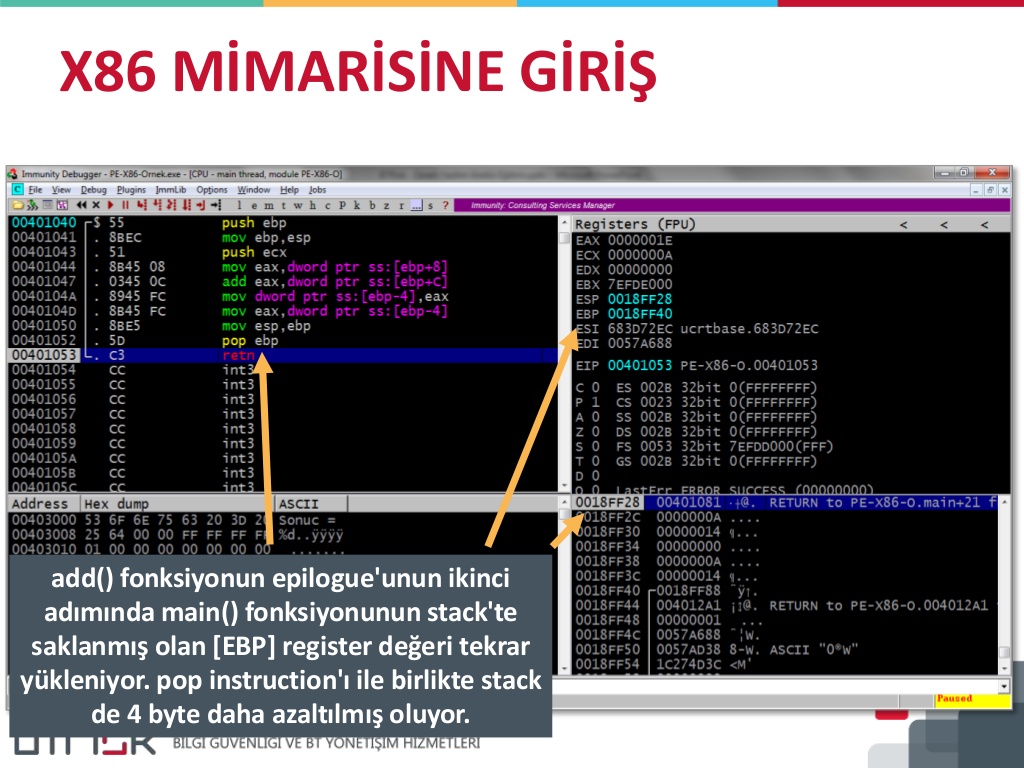 X86 MİMARİSİNE GİRİŞ
Immunity Debugger - PE-X86-Ornek.exe - [CPU - main thread, module PE-X86-O]
C File View Debug Plugins ImmLib Options Window Help Jobs
l e m t w h c P k b z r ... s ? Immunity: Consulting Services Manager
00401040 $ 55 push ebp
00401041 . 8BEC mov ebp,esp
00401043 . 51 push ecx
00401044 . 8B45 08 mov eax,dword ptr ss:[ebp+8]
00401047 . 0345 0C add eax,dword ptr ss:[ebp+C]
0040104A . 8945 FC mov dword ptr ss:[ebp-4],eax
0040104D . 8B45 FC mov eax,dword ptr ss:[ebp-4]
00401050 . 8BE5 mov esp,ebp
00401052 . 5D pop ebp
00401053 . C3 retn
00401054 CC int3
00401055 CC int3
00401056 CC int3
00401057 CC int3
00401058 CC int3
00401059 CC int3
0040105A CC int3
0040105B CC int3
0040105C CC int3
Registers (FPU) < < <
EAX 0000001E
ECX 0000000A
EDX 00000000
EBX 7EFDE000
ESP 0018FF28
EBP 0018FF40
ESI 683D72EC ucrtbase.683D72EC
EDI 0057A688
EIP 00401053 PE-X86-O.00401053
C 0 ES 002B 32bit 0(FFFFFFFF)
P 1 CS 0023 32bit 0(FFFFFFFF)
A 0 SS 002B 32bit 0(FFFFFFFF)
Z 0 DS 002B 32bit 0(FFFFFFFF)
S 0 FS 0053 32bit 7EFDD000(FFF)
T 0 GS 002B 32bit 0(FFFFFFFF)
D 0
O 0 LastErr ERROR_SUCCESS (00000000)
Address Hex dump ASCII
00403000 53 6F 6E 75 63 20 3D 20 Sonuc =
00403008 25 64 00 00 FF FF FF FF %d..ÿÿÿÿ
00403010 01 00 00 00 00 00 00 00 .......
0018FF28 00401081 RETURN to PE-X86-O.main+21 f
0018FF2C 0000000A ....
0018FF30 00000014 ¶...
0018FF34 00000000 ....
0018FF38 0000000A ....
0018FF3C 00000014 ¶...
0018FF40 0018FF88
0018FF44 004012A1 RETURN to PE-X86-O.004012A1
0018FF48 00000001
0018FF4C 0057A688
0018FF50 0057AD38 ASCII "0®W"
0018FF54 1C274D3C <M'
add() fonksiyonun epilogue'unun ikinci
adımında main() fonksiyonunun stack'te
saklanmış olan [EBP] register değeri tekrar
yükleniyor. pop instruction'ı ile birlikte stack
de 4 byte daha azaltılmış oluyor.
Paused
BİLGİ GÜVENLİĞİ VE BT YÖNETİŞİM HİZMETLERİ